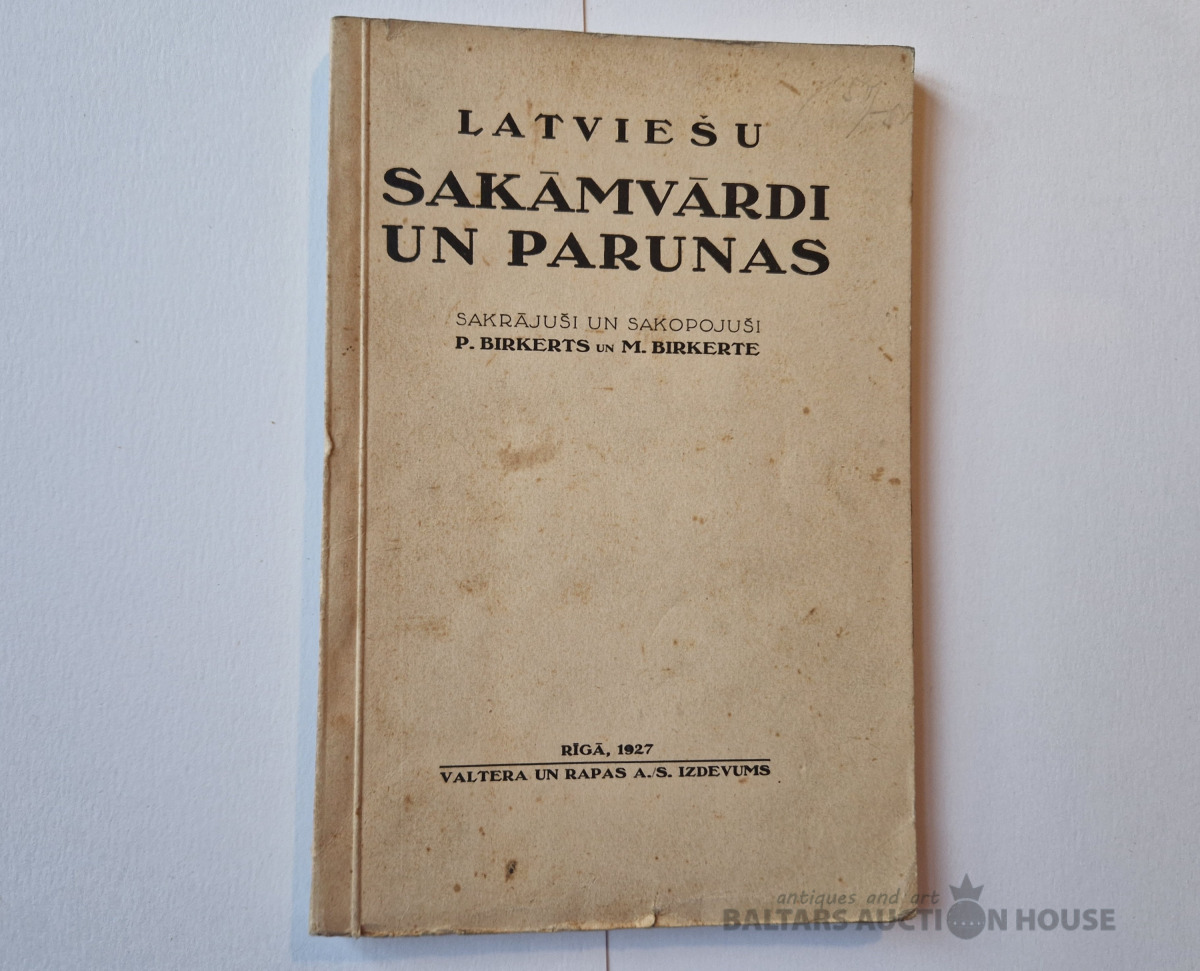 LATVIEŠU
SAKĀMVĀRDI
UN PARUNAS
SAKRĀJUŠI UN SAKOPOJUŠI
P. BIRKERTS UN M. BIRKERTE
RĪGĀ, 1927
VALTERA UN RAPAS A./S. IZDEVUMS
antiques and art
BALTARS AUCTION HOUSE